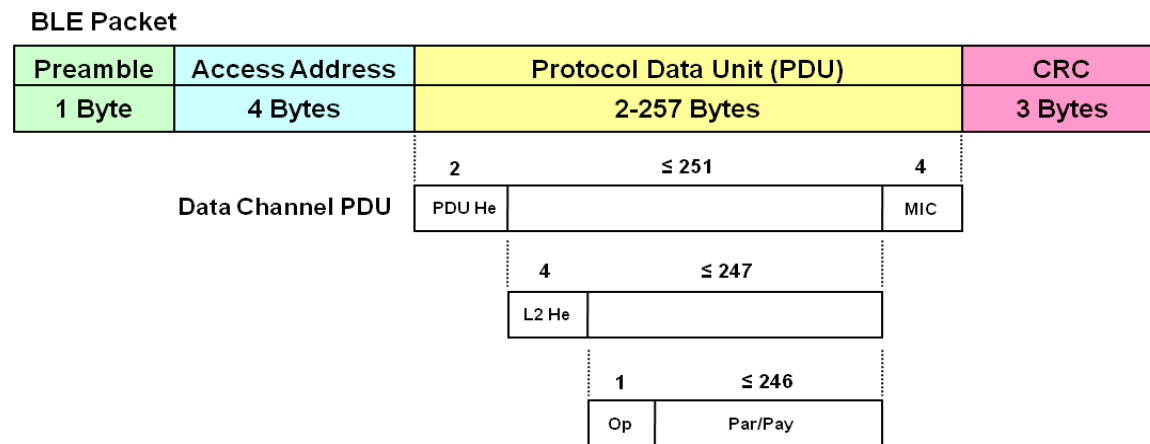 BLE Packet
Preamble Access Address Protocol Data Unit (PDU) CRC
1 Byte 4 Bytes 2-257 Bytes 3 Bytes
2 ≤ 251 4
Data Channel PDU PDU He MIC
4 ≤ 247
L2 He
1 ≤ 246
Op Par/Pay